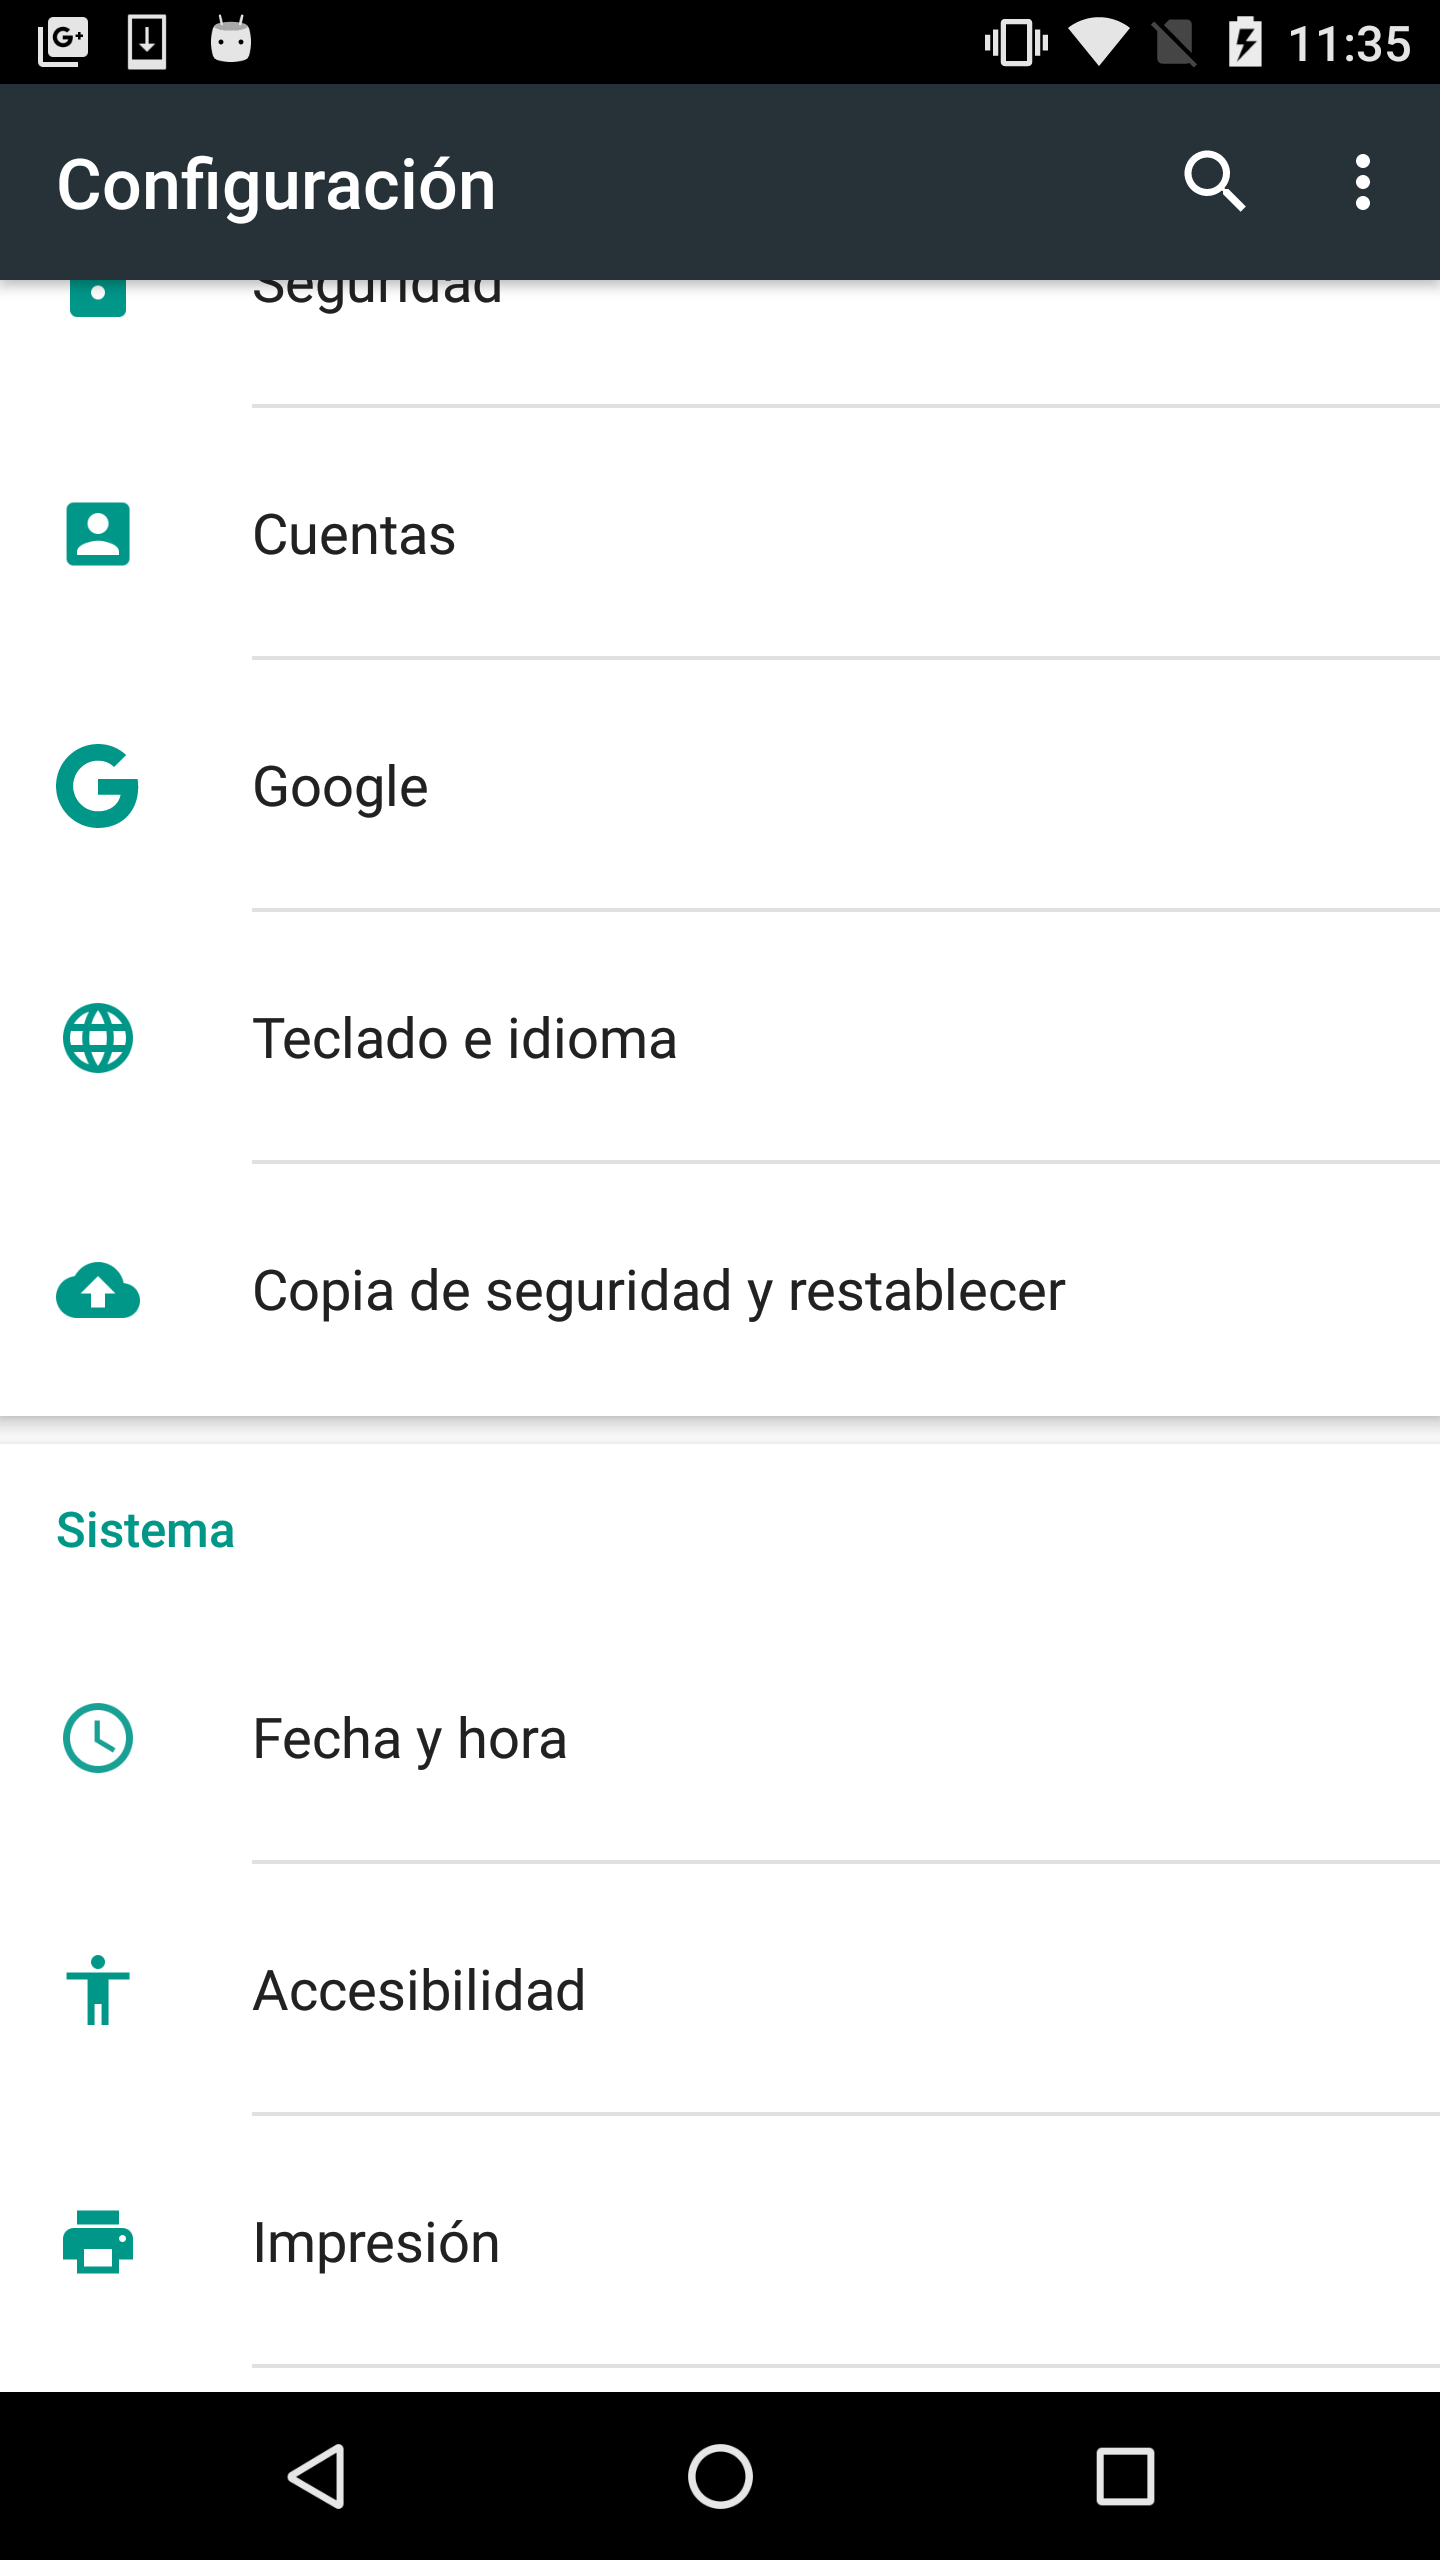 11:35
Configuración
Seguridad
Cuentas
Google
Teclado e idioma
Copia de seguridad y restablecer
Sistema
Fecha y hora
Accesibilidad
Impresión